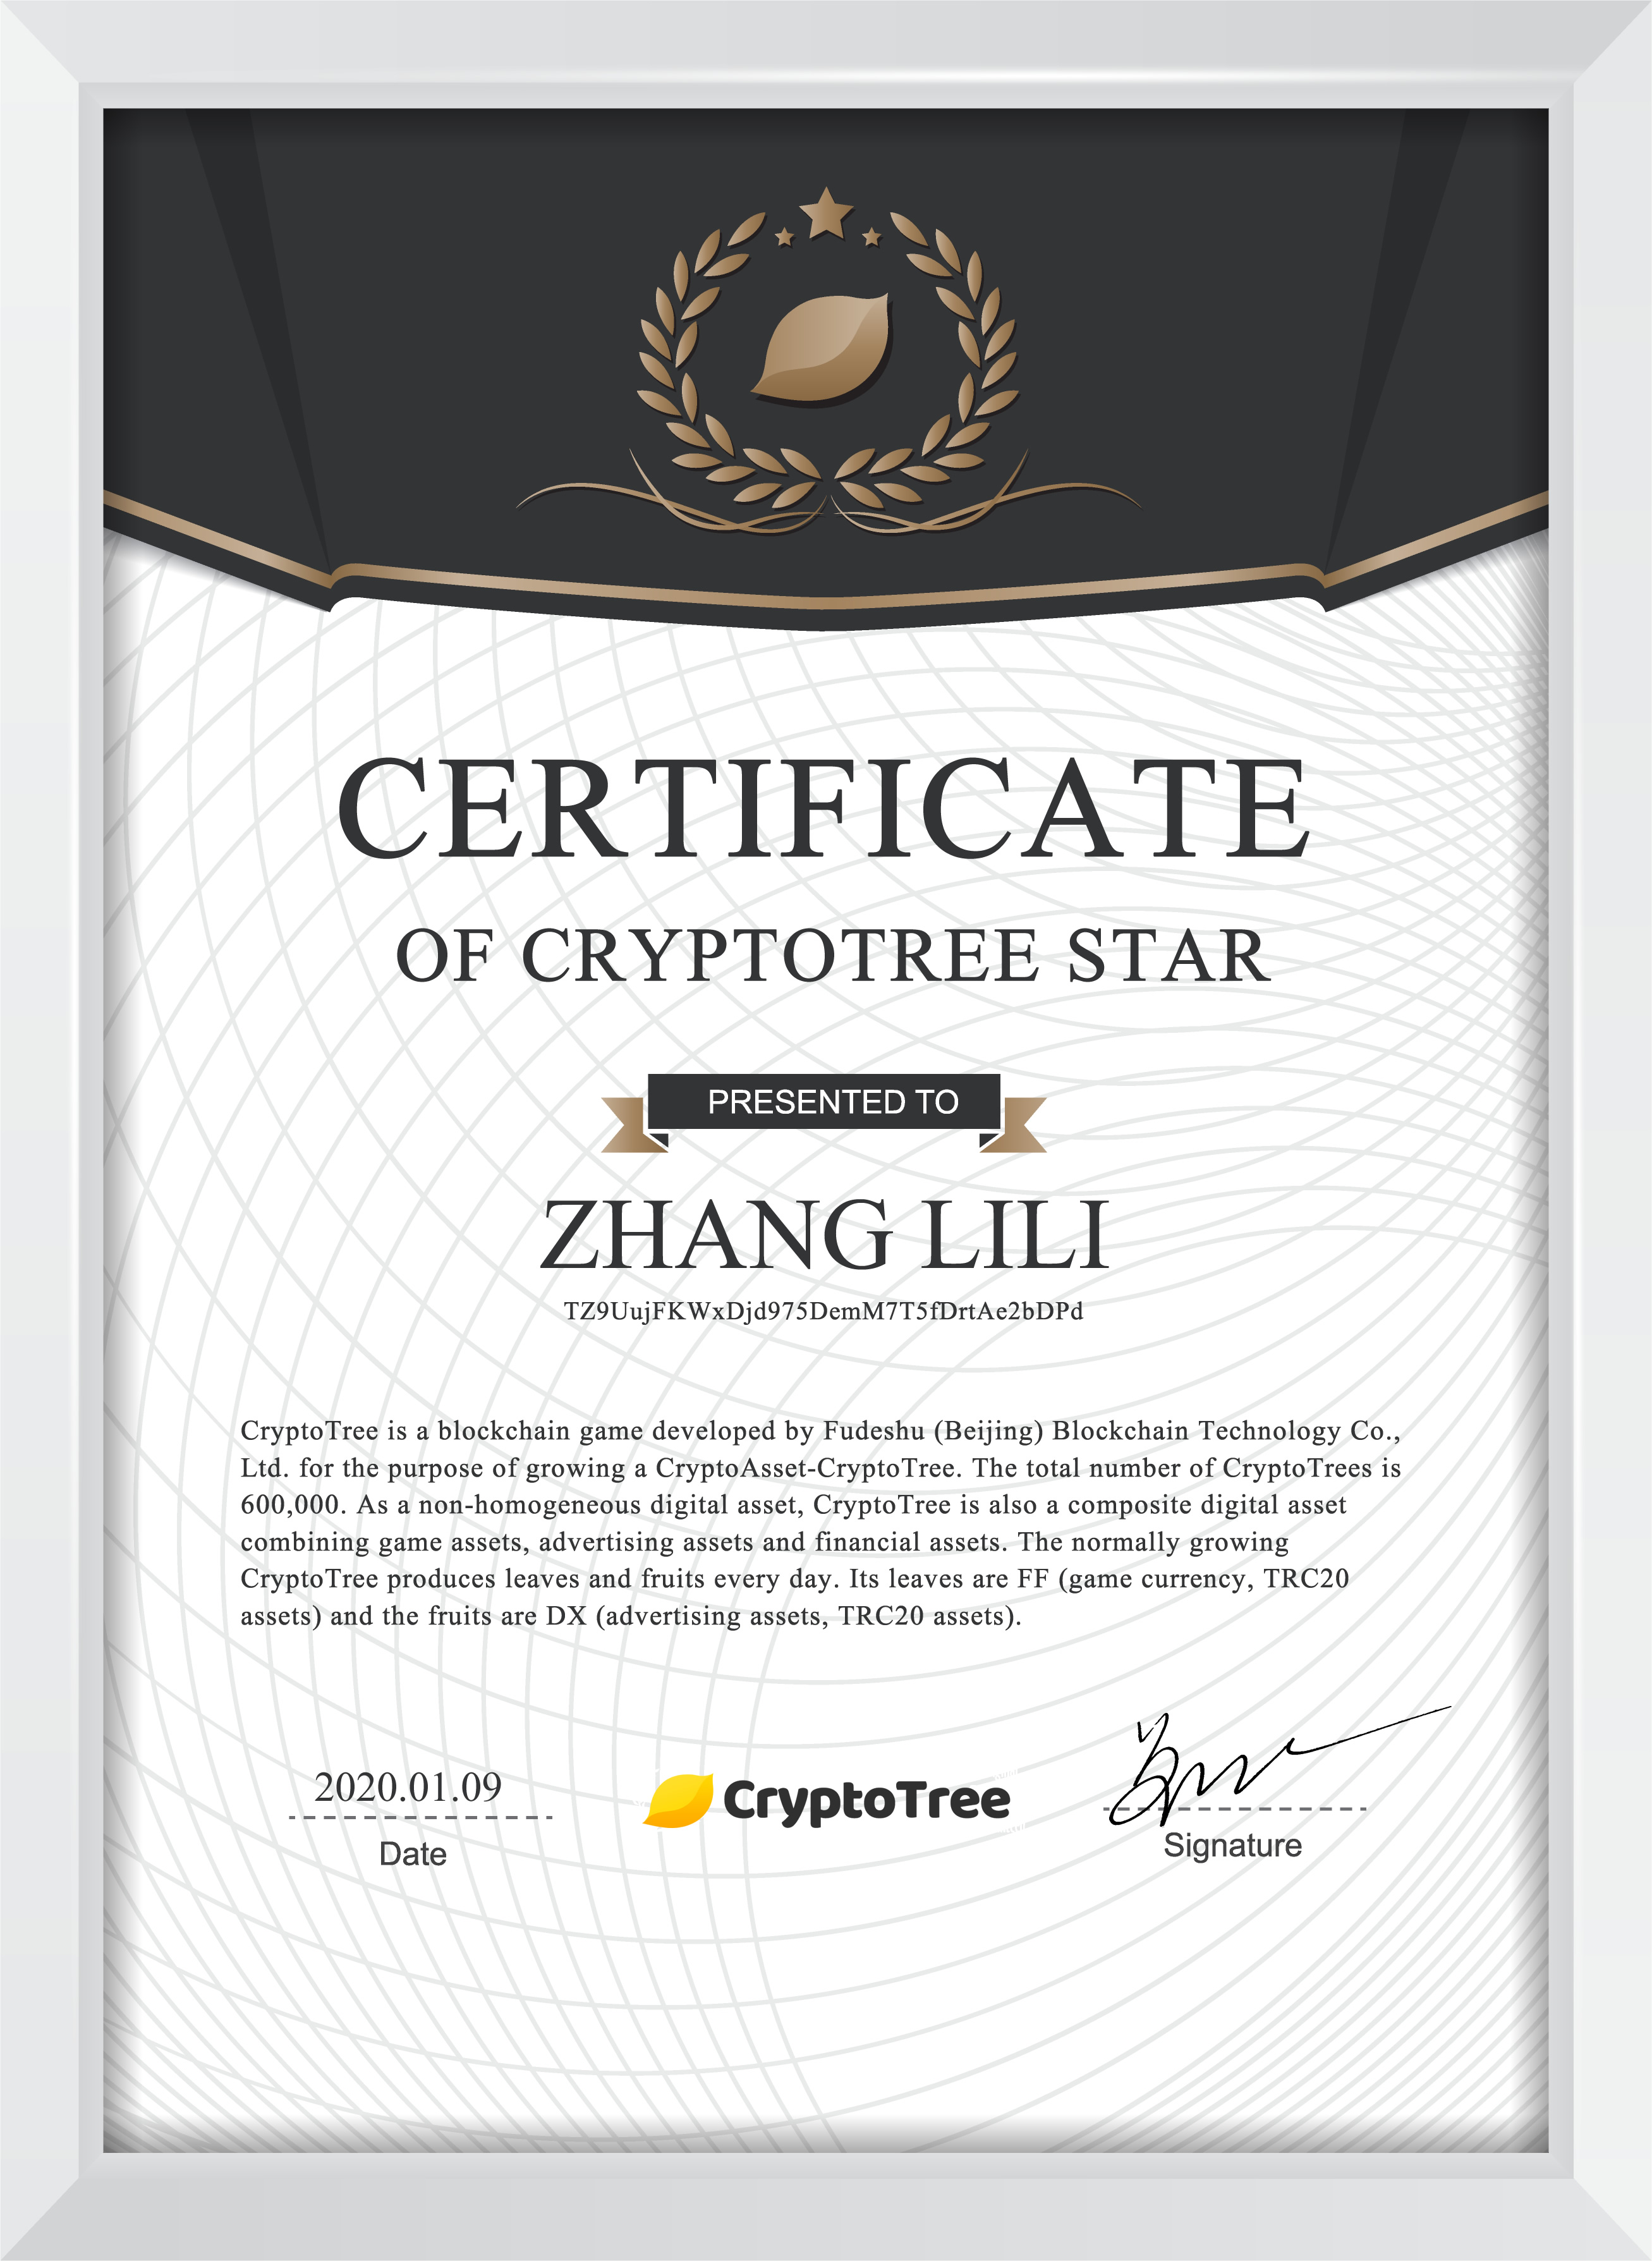 CERTIFICATE
OF CRYPTOTREE STAR
PRESENTED TO
ZHANG LILI
TZ9UujFKWxDjd975DemM7T5fDrtAe2bDPd
CryptoTree is a blockchain game developed by Fudeshu (Beijing) Blockchain Technology Co.,
Ltd. for the purpose of growing a CryptoAsset-CryptoTree. The total number of CryptoTrees is
600,000. As a non-homogeneous digital asset, CryptoTree is also a composite digital asset
combining game assets, advertising assets and financial assets. The normally growing
CryptoTree produces leaves and fruits every day. Its leaves are FF (game currency, TRC20
assets) and the fruits are DX (advertising assets, TRC20 assets).
2020.01.09
Date
CryptoTree
Signature